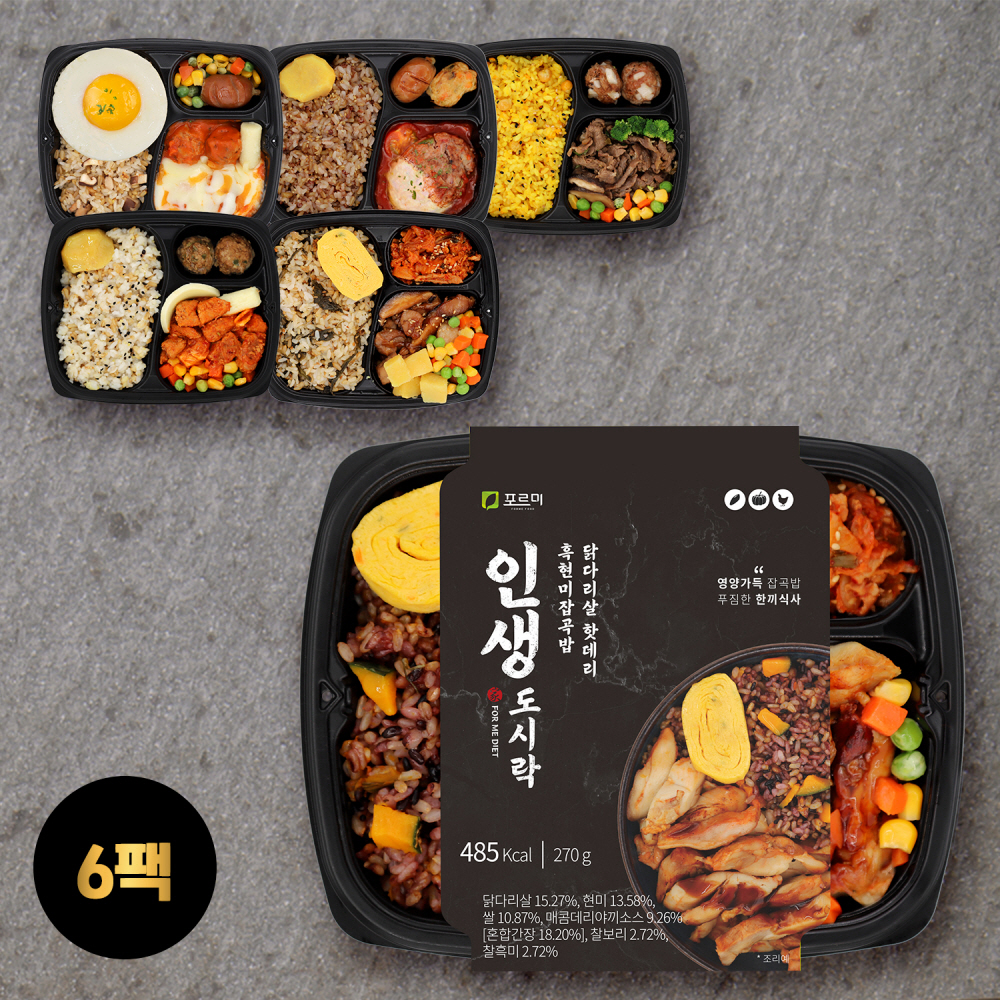 포르미
FORME FOOD
닭다리살 핫데리
흑현미잡곡밥
인생도시락
FOR ME DIET
“
영양가득 잡곡밥
푸짐한 한끼식사
485 Kcal | 270 g
닭다리살 15.27%, 현미 13.58%,
쌀 10.87%, 매콤데리야끼소스 9.26%
[혼합간장 18.20%], 찰보리 2.72%,
찰흑미 2.72%
* 조리예
6팩